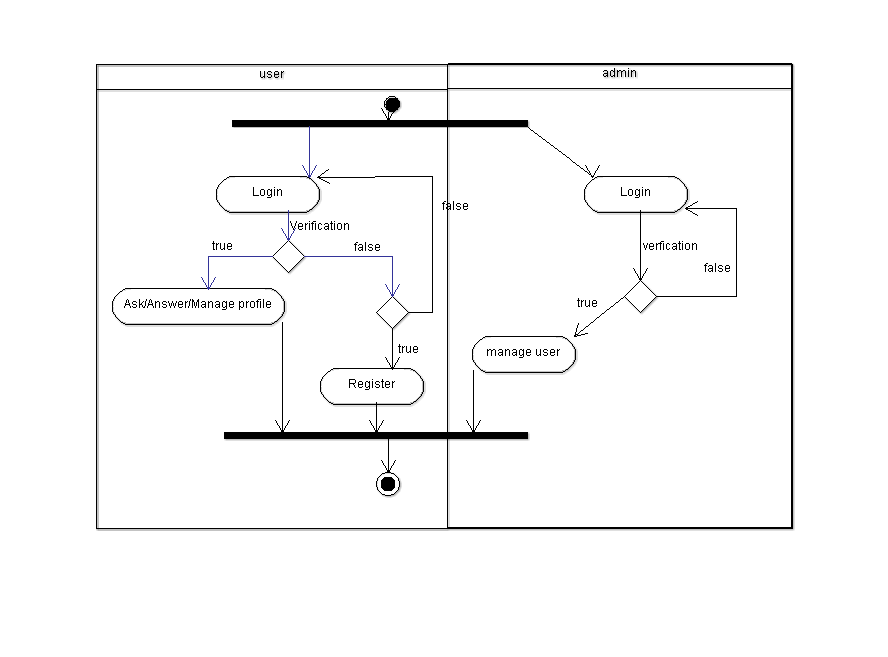 user
admin
Login
Login
false
Verification
true
false
verfication
false
Ask/Answer/Manage profile
true
true
manage user
Register